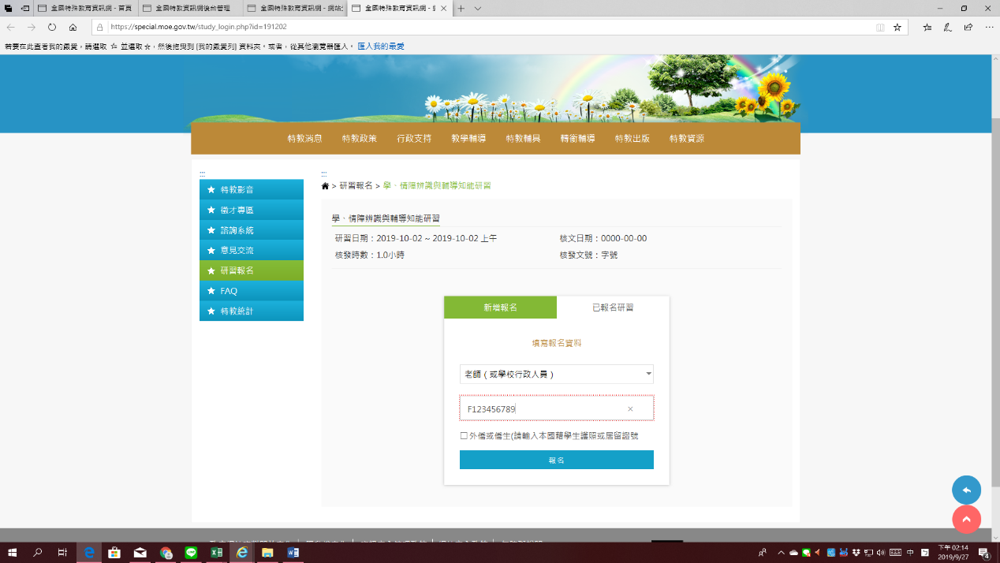 全國特殊教育資訊網 - 首頁
全國特教資訊網後台管理
全國特殊教育資訊網 - 網站
全國特殊教育資訊網 -
https://special.moe.gov.tw/study_login.php?id=191202
若要在此查看我的最愛，請選取 ☆ 並選取 ☆，然後拖曳到 [我的最愛列] 資料夾。或者，從其他瀏覽器匯入。 匯入我的最愛
特教消息 特教政策 行政支持 教學輔導 特教輔具 轉銜輔導 特教出版 特教資源
:::
★ 特教影音
★ 徵才專區
★ 諮詢系統
★ 意見交流
★ 研習報名
★ FAQ
★ 特教統計
:::
> 研習報名 > 學、情障辨識與輔導知能研習
學、情障辨識與輔導知能研習
研習日期：2019-10-02 ~ 2019-10-02 上午 核文日期：0000-00-00
核發時數：1.0小時 核發文號：字號
新增報名 已報名研習
填寫報名資料
老師（或學校行政人員）
F123456789
外僑或僑生(請輸入本國籍學生護照或居留證號
報名
中
下午 02:14
2019/9/27
4